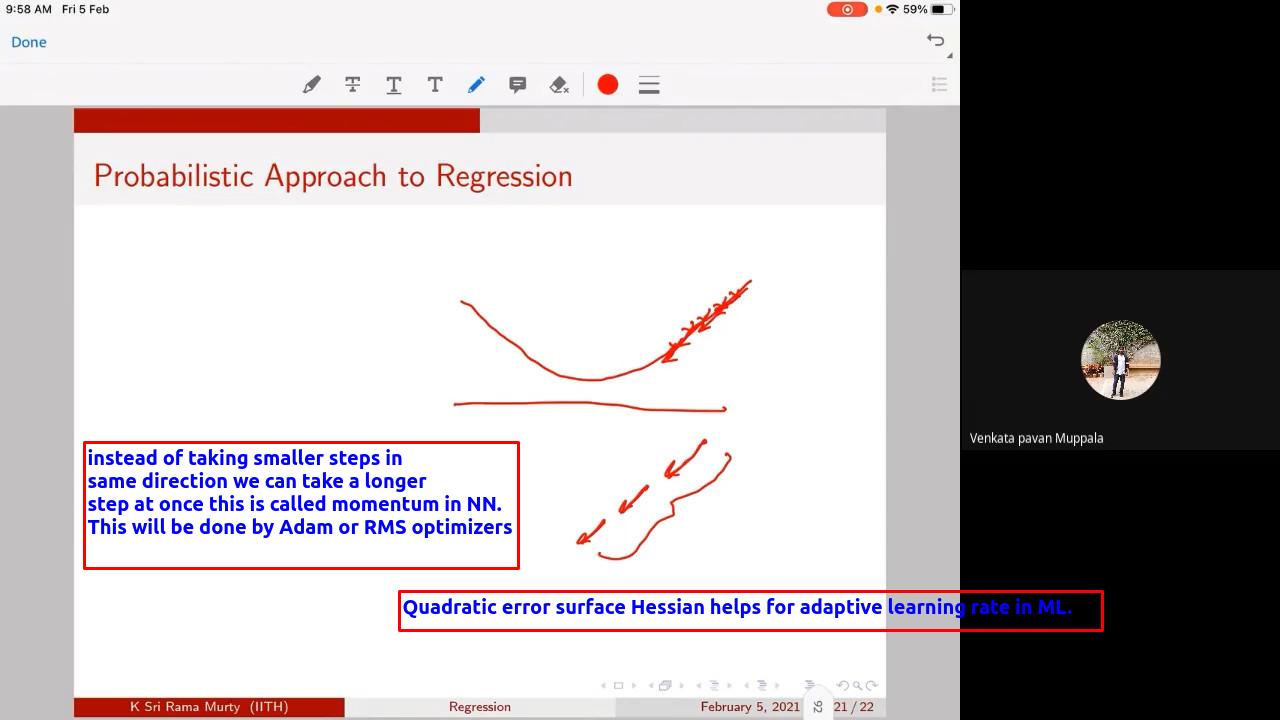 9:58 AM Fri 5 Feb
59%
Done
Probabilistic Approach to Regression
instead of taking smaller steps in
same direction we can take a longer
step at once this is called momentum in NN.
This will be done by Adam or RMS optimizers
Venkata pavan Muppala
Quadratic error surface Hessian helps for adaptive learning rate in ML.
K Sri Rama Murty (IITH) Regression February 5, 2021 92 21 / 22